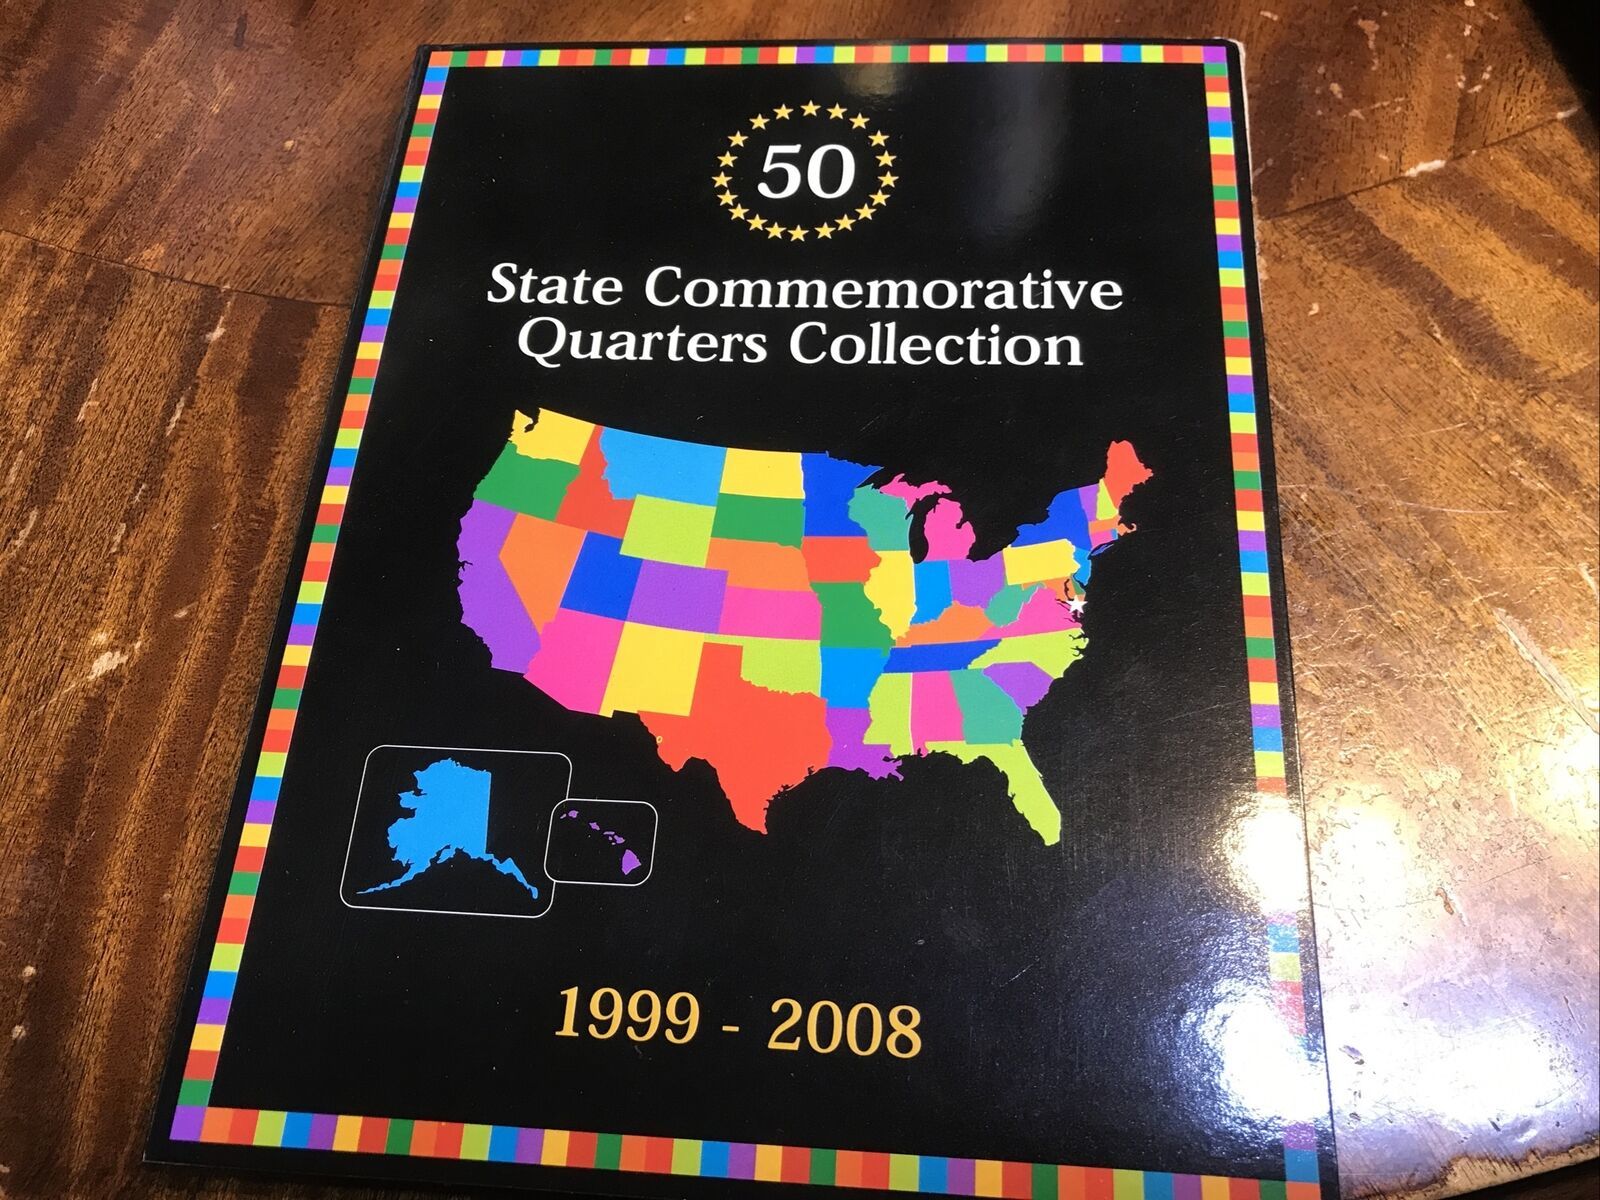 50
State Commemorative
Quarters Collection
1999 - 2008